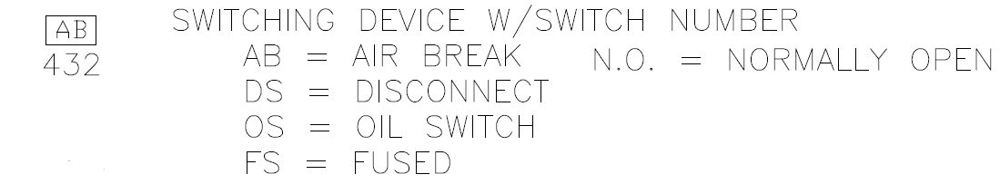 AB
432
SWITCHING DEVICE W/SWITCH NUMBER
AB = AIR BREAK N.O. = NORMALLY OPEN
DS = DISCONNECT
OS = OIL SWITCH
FS = FUSED